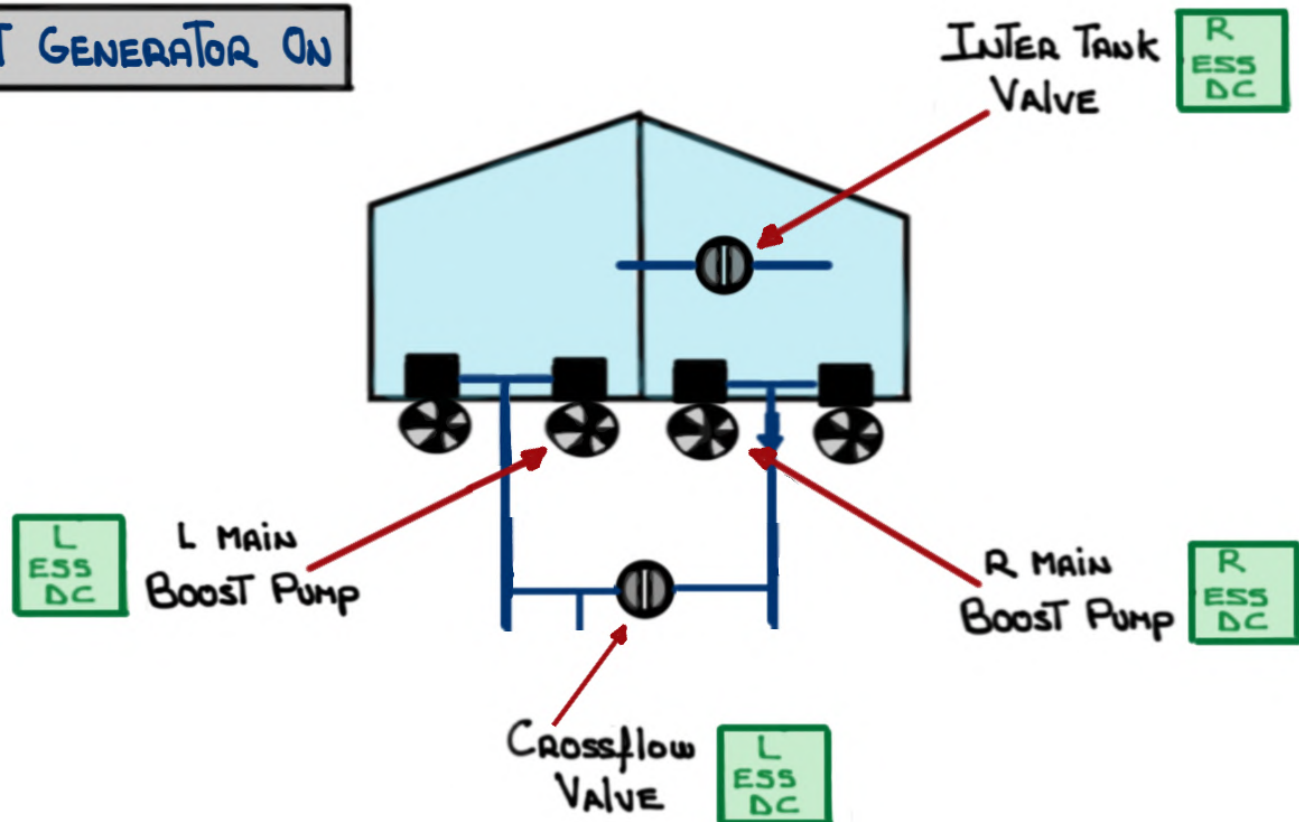 T GENERATOR ON
INTER TANK
VALVE
R
ESS
DC
L
ESS
DC
L MAIN
BOOST PUMP
R MAIN
BOOST PUMP
R
ESS
DC
CROSSFLOW
VALVE
L
ESS
DC